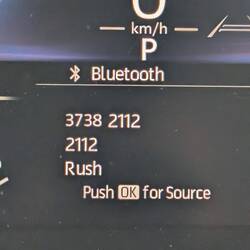 0
km/h
P
Bluetooth
3738 2112
2112
Rush
Push OK for Source